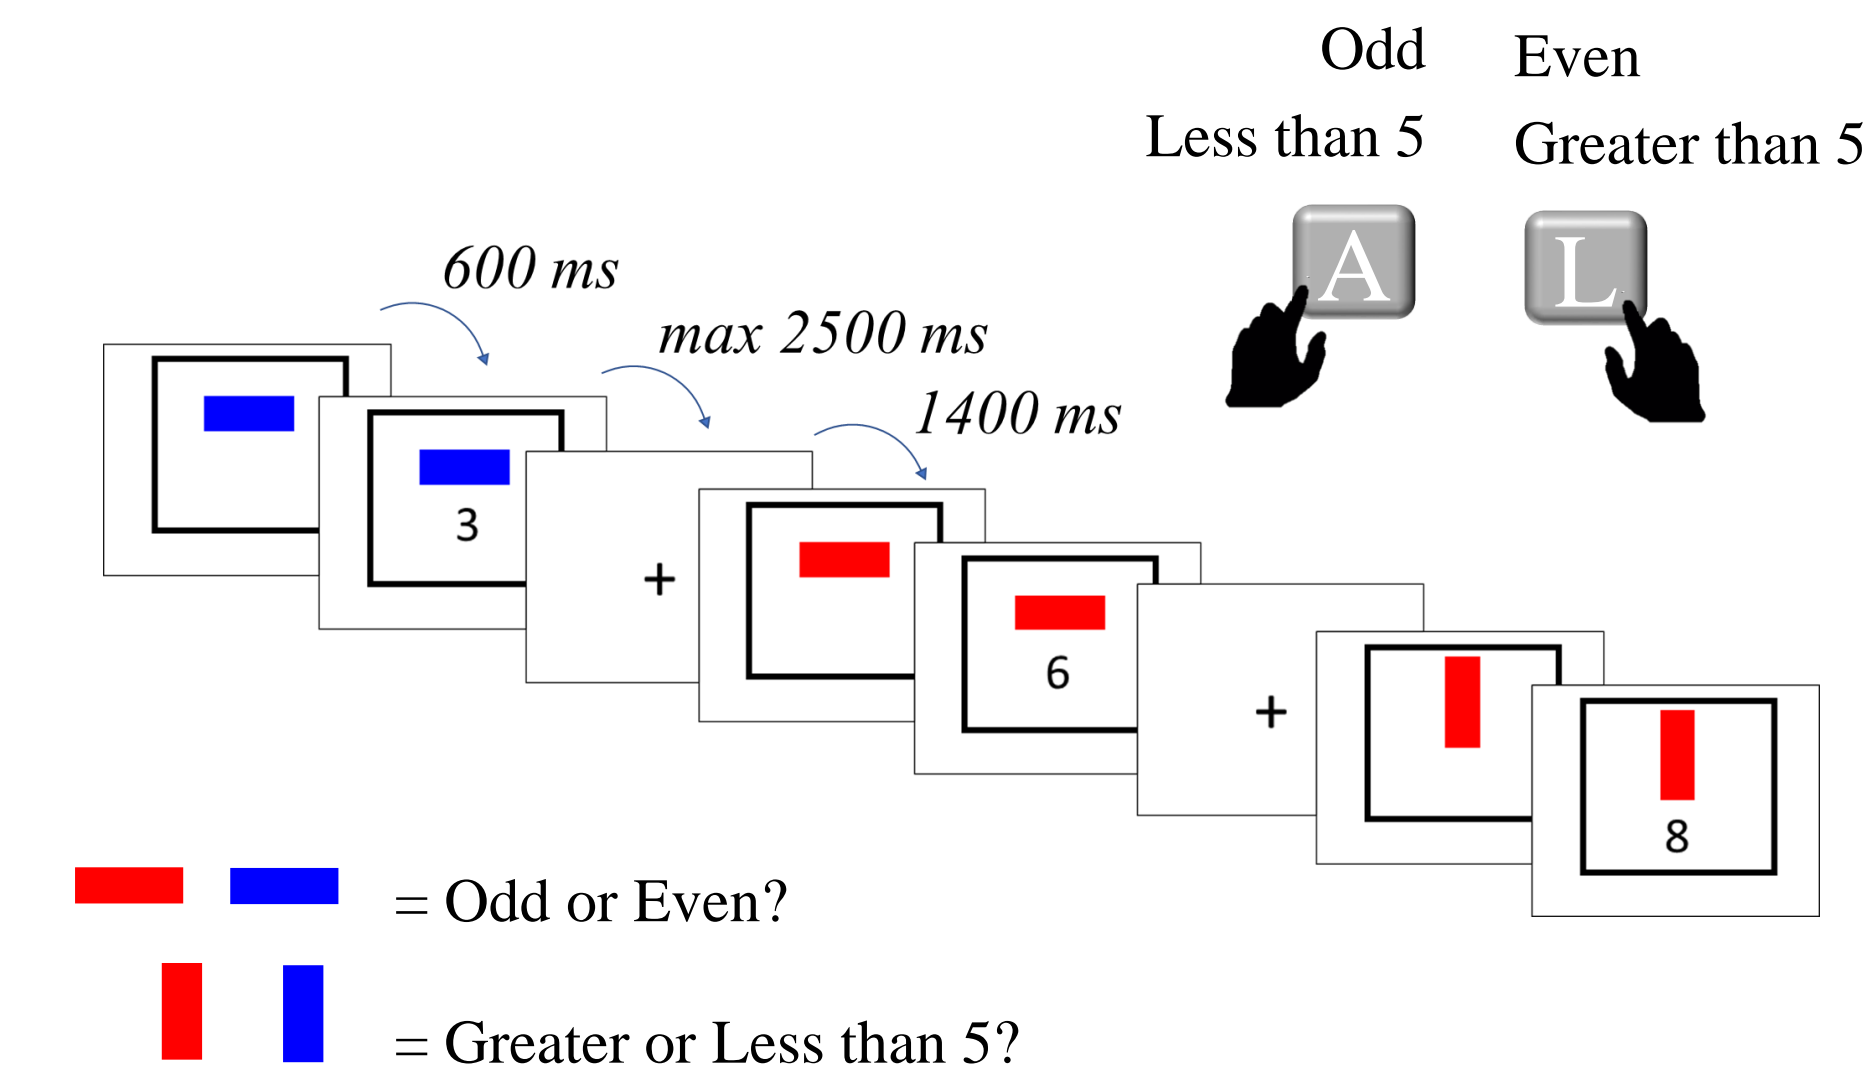 Odd
Even
Less than 5
Greater than 5
A
L
600 ms
max 2500 ms
1400 ms
3
+
6
+
8
= Odd or Even?
= Greater or Less than 5?